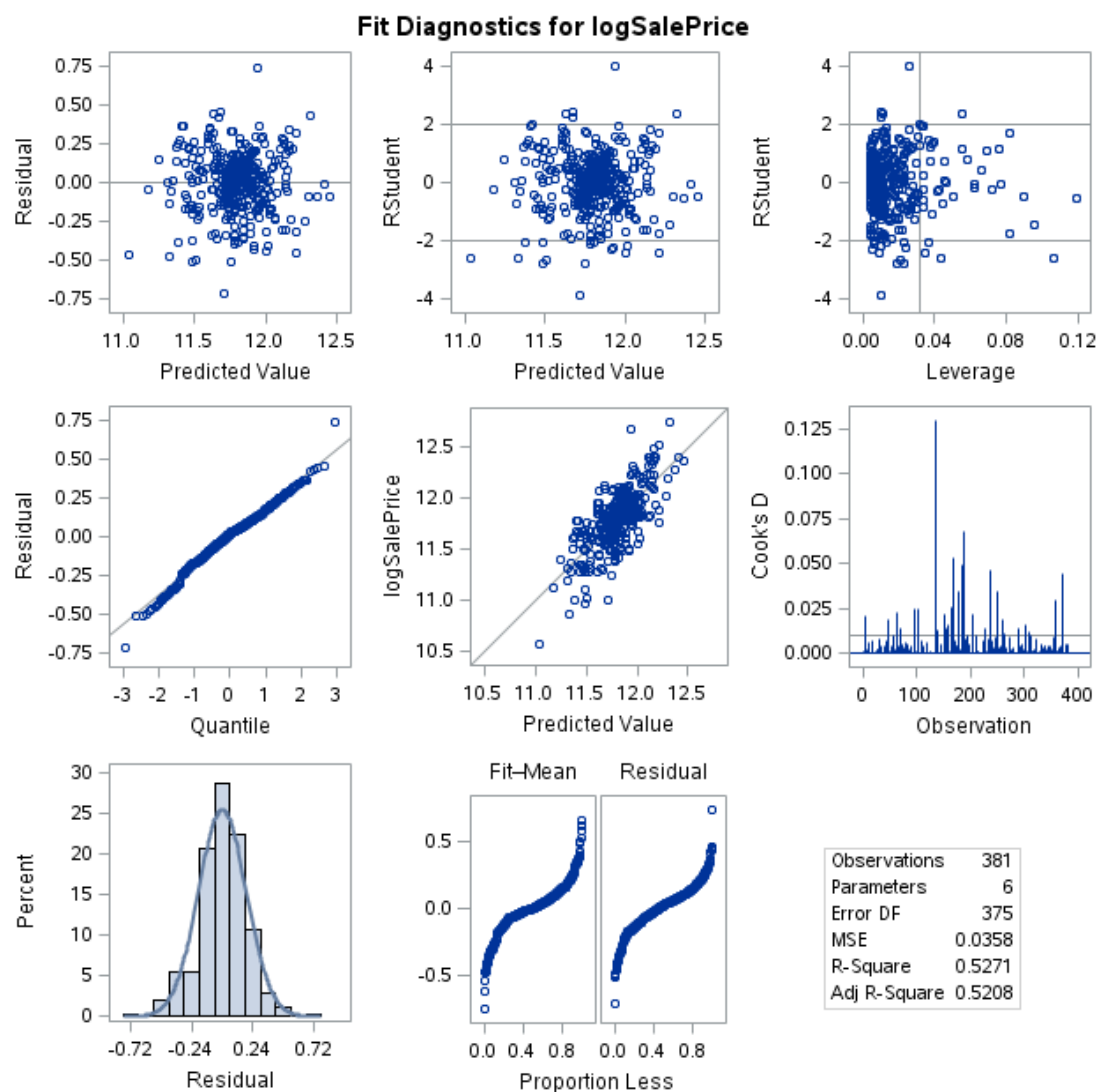 Fit Diagnostics for logSalePrice
0.75
0.50
0.25
0.00
-0.25
-0.50
-0.75
Residual
11.0 11.5 12.0 12.5
Predicted Value
4
2
0
-2
-4
RStudent
11.0 11.5 12.0 12.5
Predicted Value
4
2
0
-2
-4
RStudent
0.00 0.04 0.08 0.12
Leverage
0.75
0.50
0.25
0.00
-0.25
-0.50
-0.75
Residual
-3 -2 -1 0 1 2 3
Quantile
12.5
12.0
11.5
11.0
10.5
logSalePrice
10.5 11.0 11.5 12.0 12.5
Predicted Value
0.125
0.100
0.075
0.050
0.025
0.000
Cook's D
0 100 200 300 400
Observation
30
25
20
15
10
5
0
Percent
-0.72 -0.24 0.24 0.72
Residual
Fit–Mean Residual
0.5
0.0
-0.5
0.0 0.4 0.8 0.0 0.4 0.8
Proportion Less
Observations 381
Parameters 6
Error DF 375
MSE 0.0358
R-Square 0.5271
Adj R-Square 0.5208